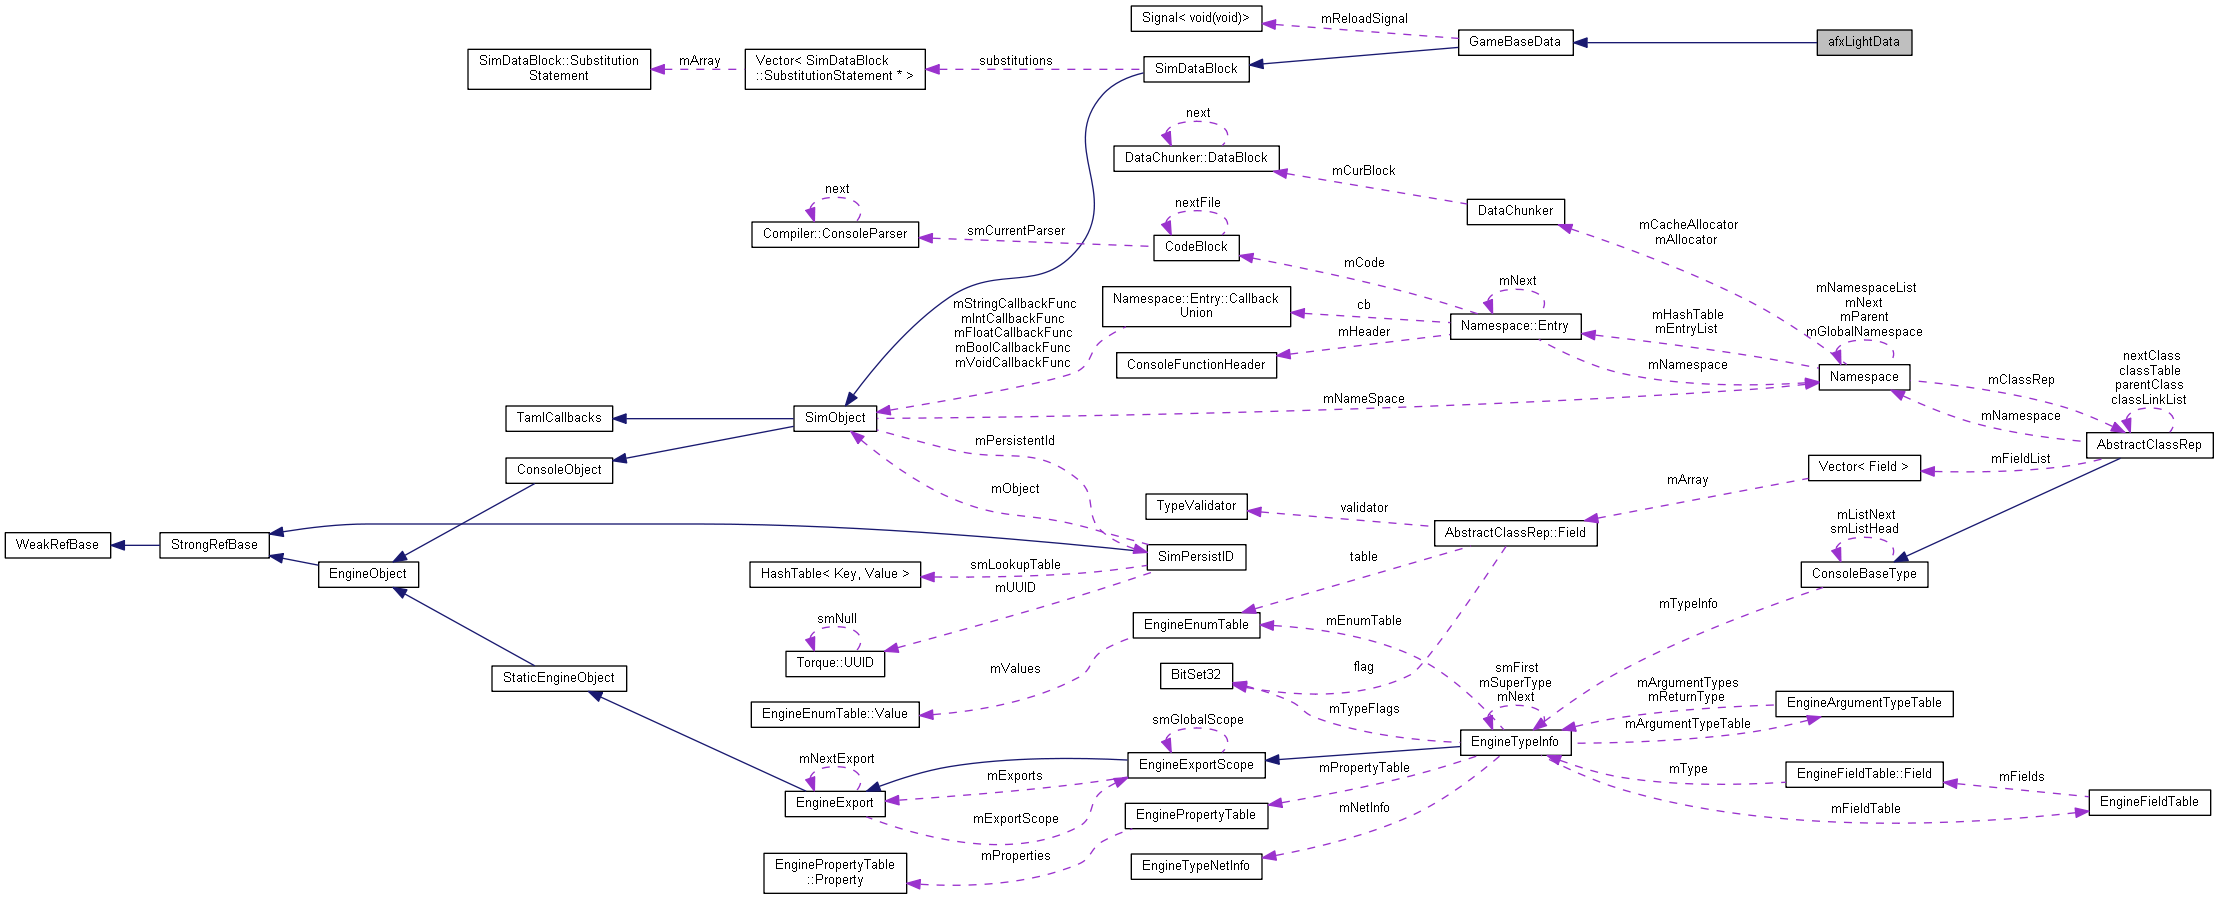 Signal< void(void)>
mReloadSignal
GameBaseData
afxLightData
SimDataBlock::Substitution
Statement
mArray
Vector< SimDataBlock
::SubstitutionStatement * >
substitutions
SimDataBlock
next
DataChunker::DataBlock
mCurBlock
DataChunker
next
Compiler::ConsoleParser
smCurrentParser
nextFile
CodeBlock
mCacheAllocator
mAllocator
mCode
mStringCallbackFunc
mIntCallbackFunc
mFloatCallbackFunc
mBoolCallbackFunc
mVoidCallbackFunc
Namespace::Entry::Callback
Union
cb
mHeader
ConsoleFunctionHeader
mNext
Namespace::Entry
mHashTable
mEntryList
mNamespace
mNamespaceList
mNext
mParent
mGlobalNamespace
Namespace
mClassRep
mNamespace
nextClass
classTable
parentClass
classLinkList
AbstractClassRep
TamlCallbacks
SimObject
mNameSpace
ConsoleObject
mPersistentId
mObject
mFieldList
Vector< Field >
mArray
TypeValidator
validator
AbstractClassRep::Field
mListNext
smListHead
ConsoleBaseType
WeakRefBase
StrongRefBase
EngineObject
SimPersistID
HashTable< Key, Value >
smLookupTable
mUUID
table
smNull
Torque::UUID
EngineEnumTable
mEnumTable
mTypeInfo
StaticEngineObject
mValues
EngineEnumTable::Value
BitSet32
flag
mTypeFlags
smFirst
mSuperType
mNext
EngineTypeInfo
mArgumentTypes
mReturnType
mArgumentTypeTable
EngineArgumentTypeTable
smGlobalScope
EngineExportScope
mNextExport
EngineExport
mExports
mExportScope
mPropertyTable
mNetInfo
mType
EngineFieldTable::Field
mFields
EngineFieldTable
mFieldTable
EnginePropertyTable
mProperties
EnginePropertyTable
::Property
EngineTypeNetInfo